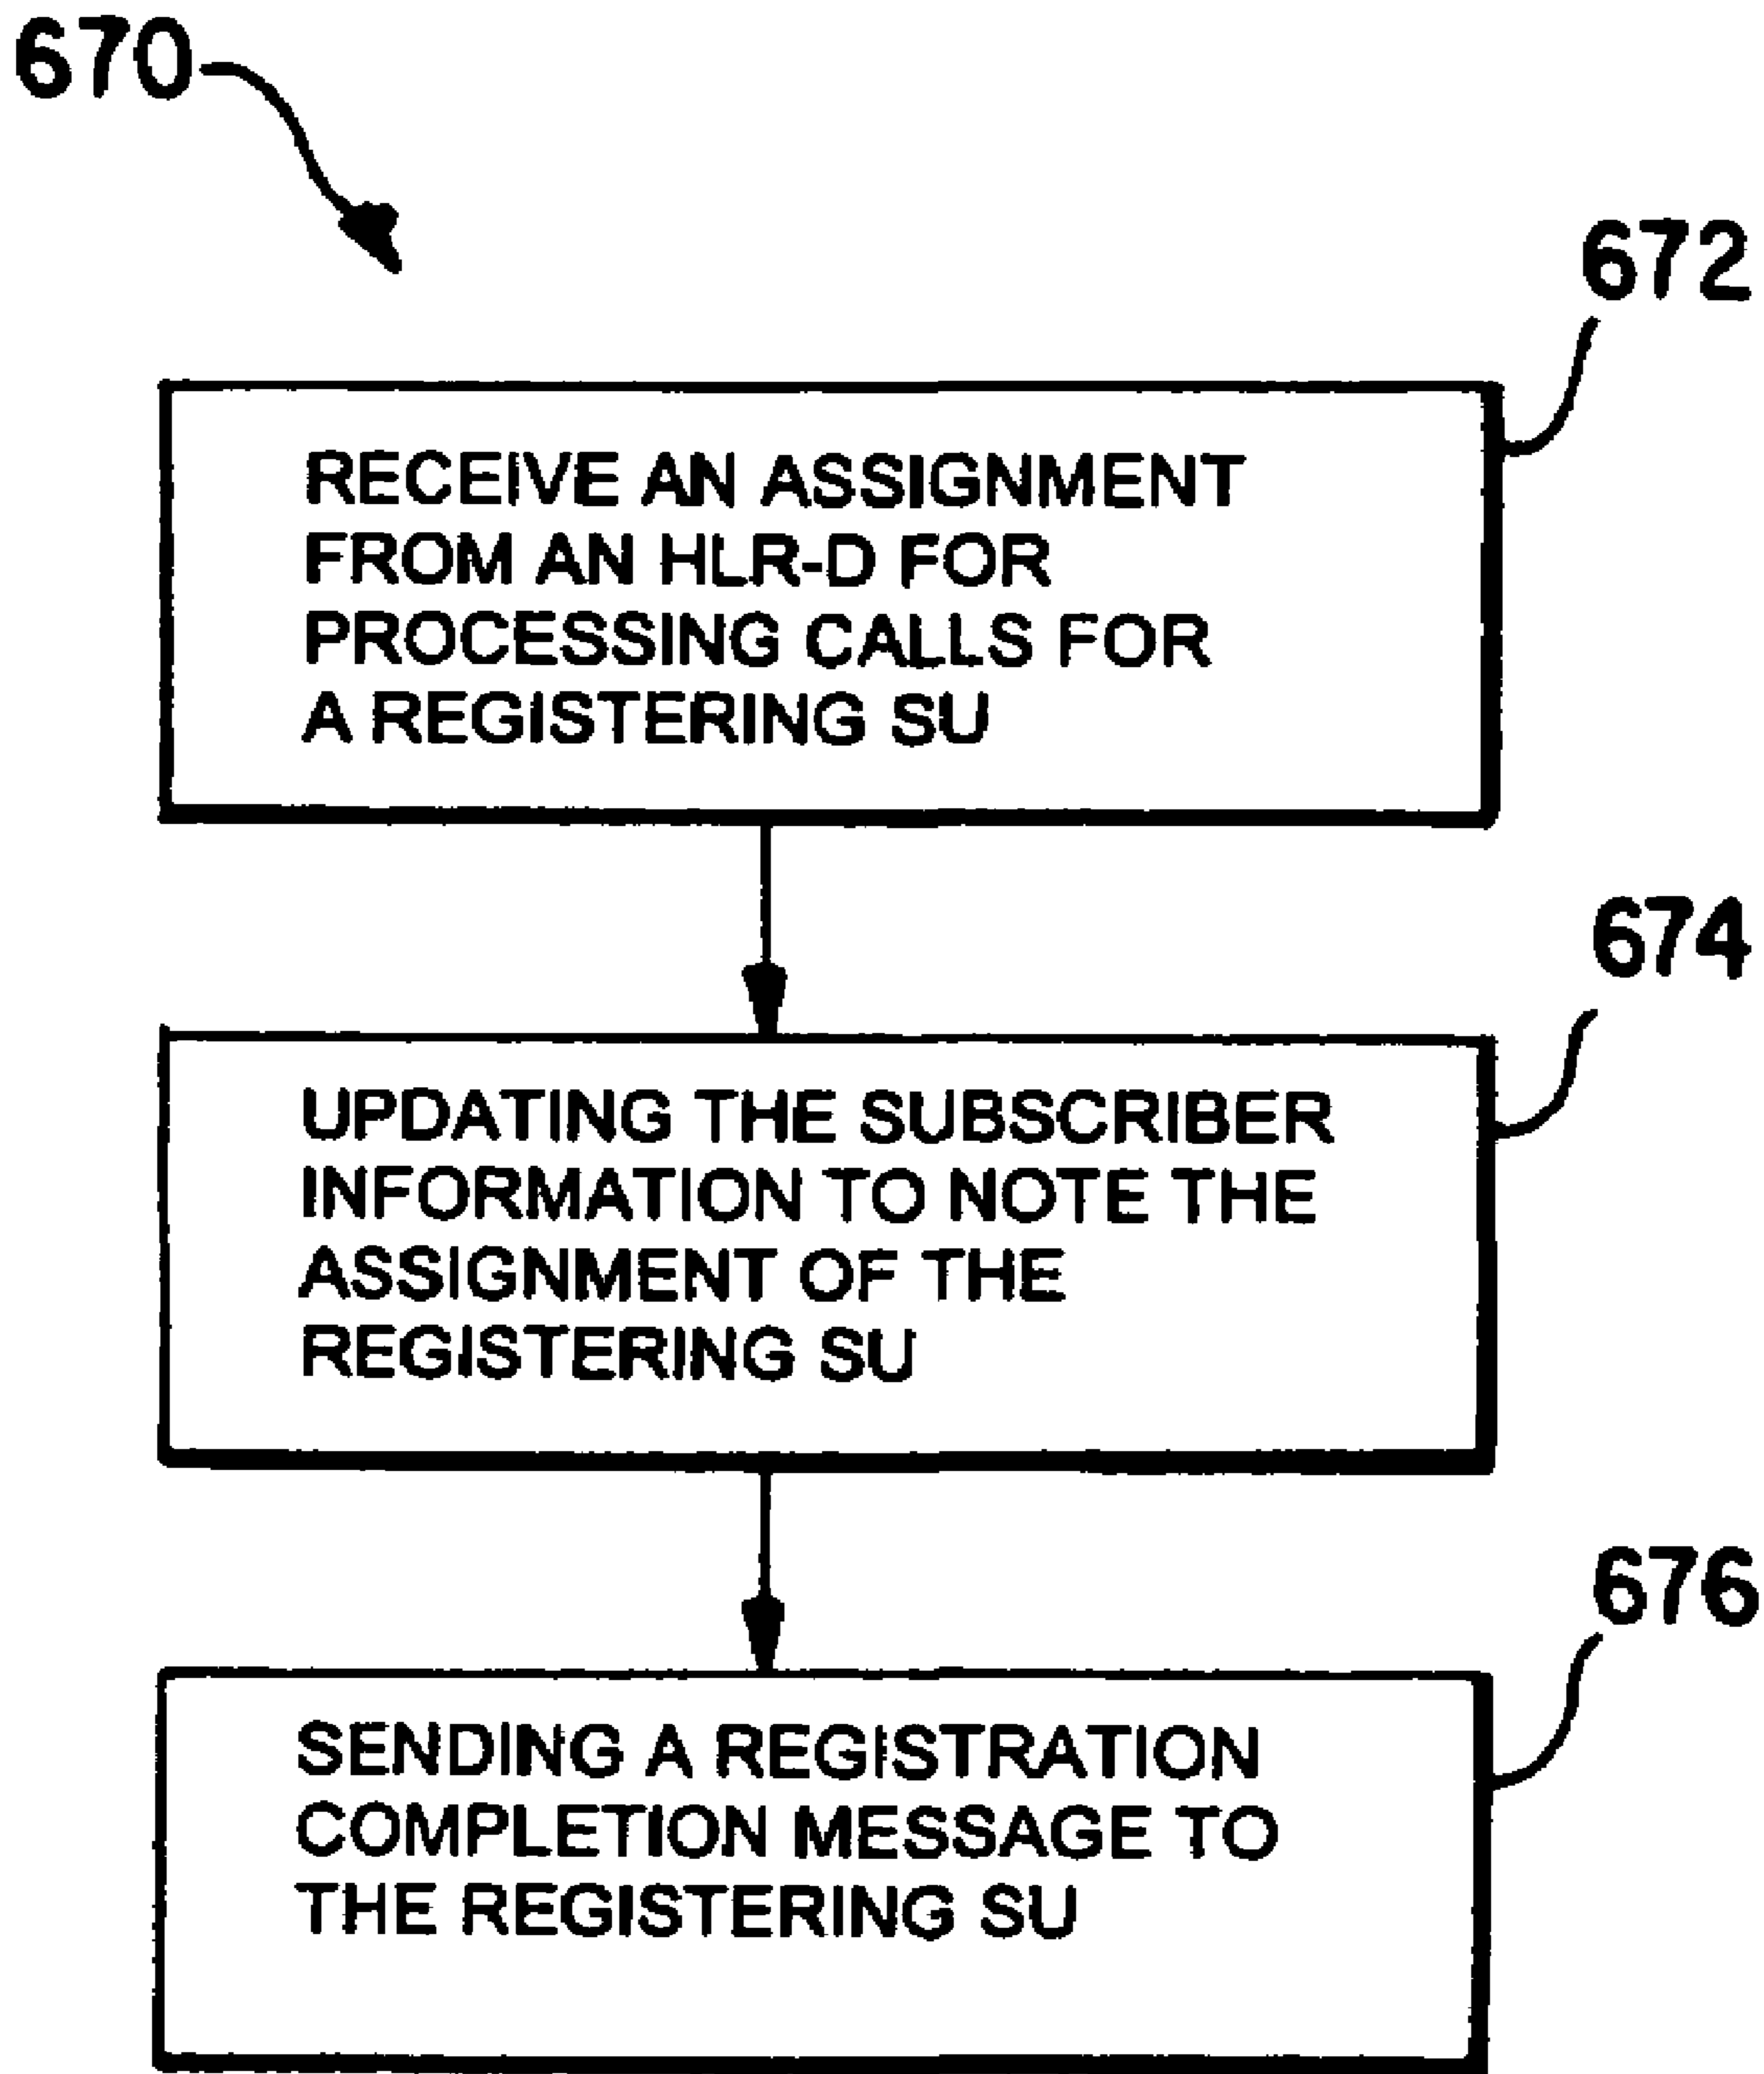 670
672
RECEIVE AN ASSIGNMENT
FROM AN HLR-D FOR
PROCESSING CALLS FOR
A REGISTERING SU
674
UPDATING THE SUBSCRIBER
INFORMATION TO NOTE THE
ASSIGNMENT OF THE
REGISTERING SU
676
SENDING A REGISTRATION
COMPLETION MESSAGE TO
THE REGISTERING SU